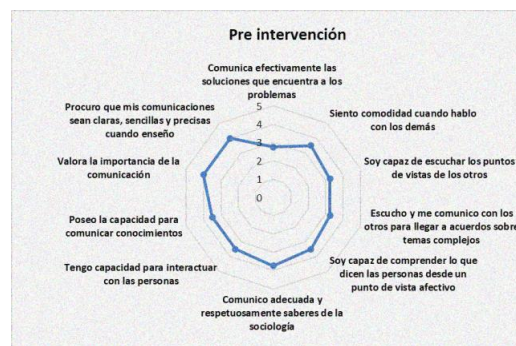 Pre intervención
Comunica efectivamente las
soluciones que encuentra a los
problemas
Siento comodidad cuando hablo
con los demás
Soy capaz de escuchar los puntos
de vistas de los otros
Escucho y me comunico con los
otros para llegar a acuerdos sobre
temas complejos
Soy capaz de comprender lo que
dicen las personas desde un
punto de vista afectivo
Comunico adecuada y
respetuosamente saberes de la
sociología
Tengo capacidad para interactuar
con las personas
Poseo la capacidad para
comunicar conocimientos
Valora la importancia de la
comunicación
Procuro que mis comunicaciones
sean claras, sencillas y precisas
cuando enseño
5
4
3
2
1
0